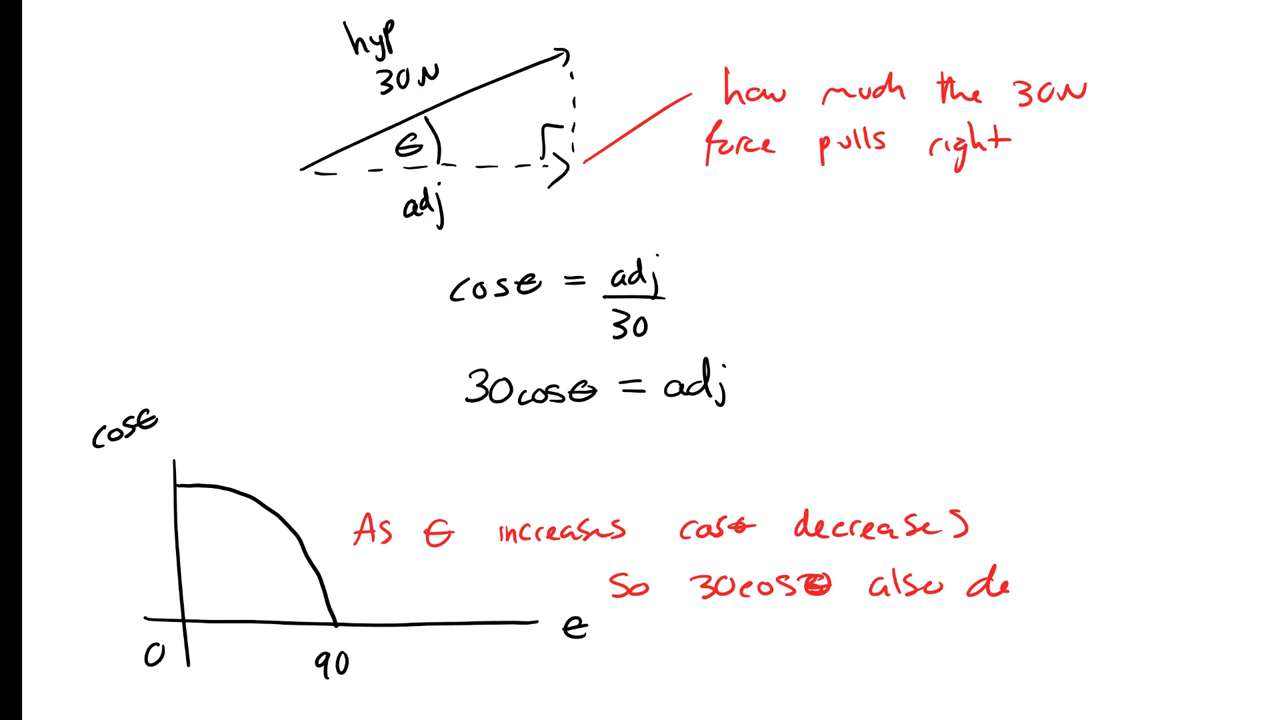 hyp
30N
how much the 30N
force pulls right
θ
adj
cosθ = adj/30
30cosθ = adj
cosθ
As θ increases cosθ decreases
So 30cosθ also de
θ
0
90